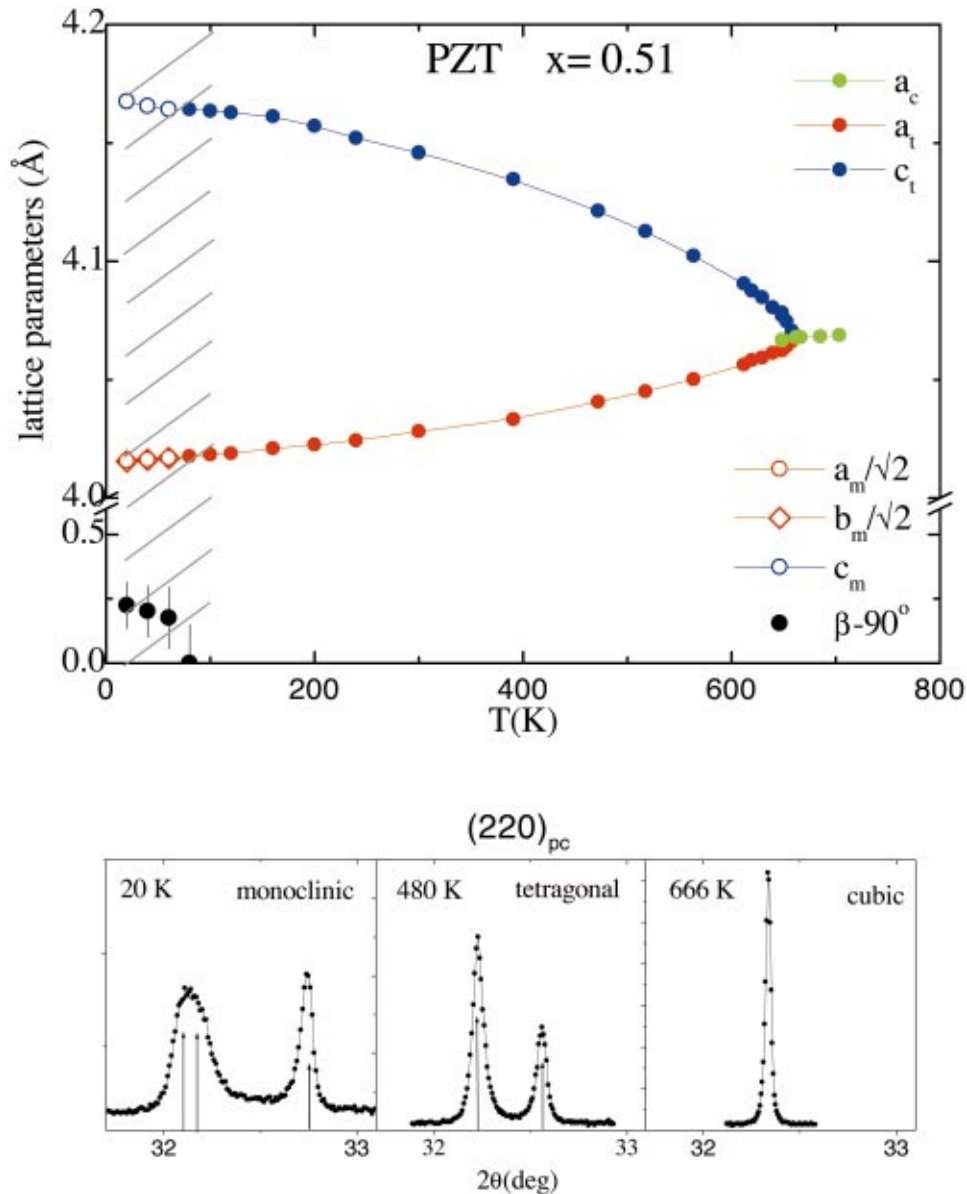 4.2
PZT x= 0.51
a_c
a_t
c_t
lattice parameters (Å)
4.1
4.0
a_m/√2
b_m/√2
c_m
β-90°
0.5
0.0
0 200 400 600 800
T(K)
(220)_pc
20 K monoclinic
480 K tetragonal
666 K cubic
32 33 32 33 32 33
2θ(deg)